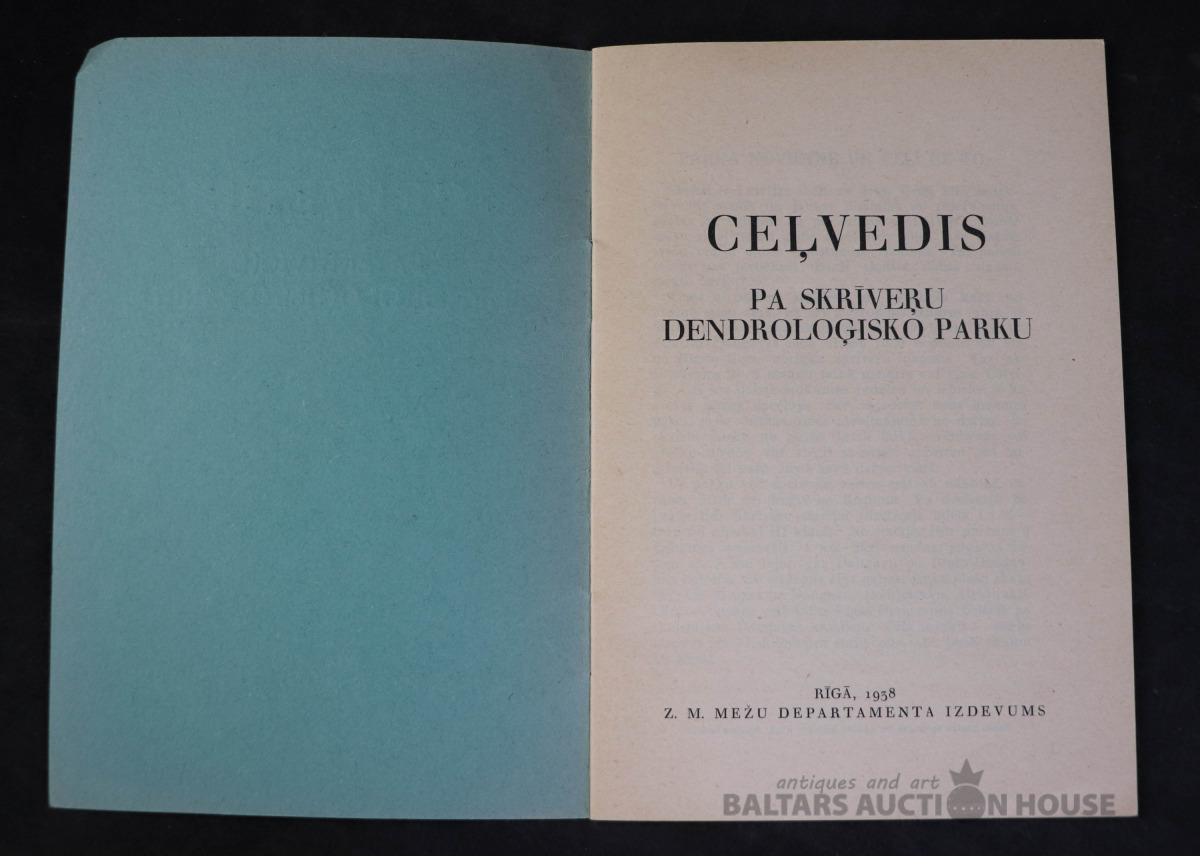 CEĻVEDIS
PA SKRĪVEŖU
DENDROLOĢISKO PARKU
RĪGĀ, 1938
Z. M. MEŽU DEPARTAMENTA IZDEVUMS
antiques and art
BALTARS AUCTION HOUSE